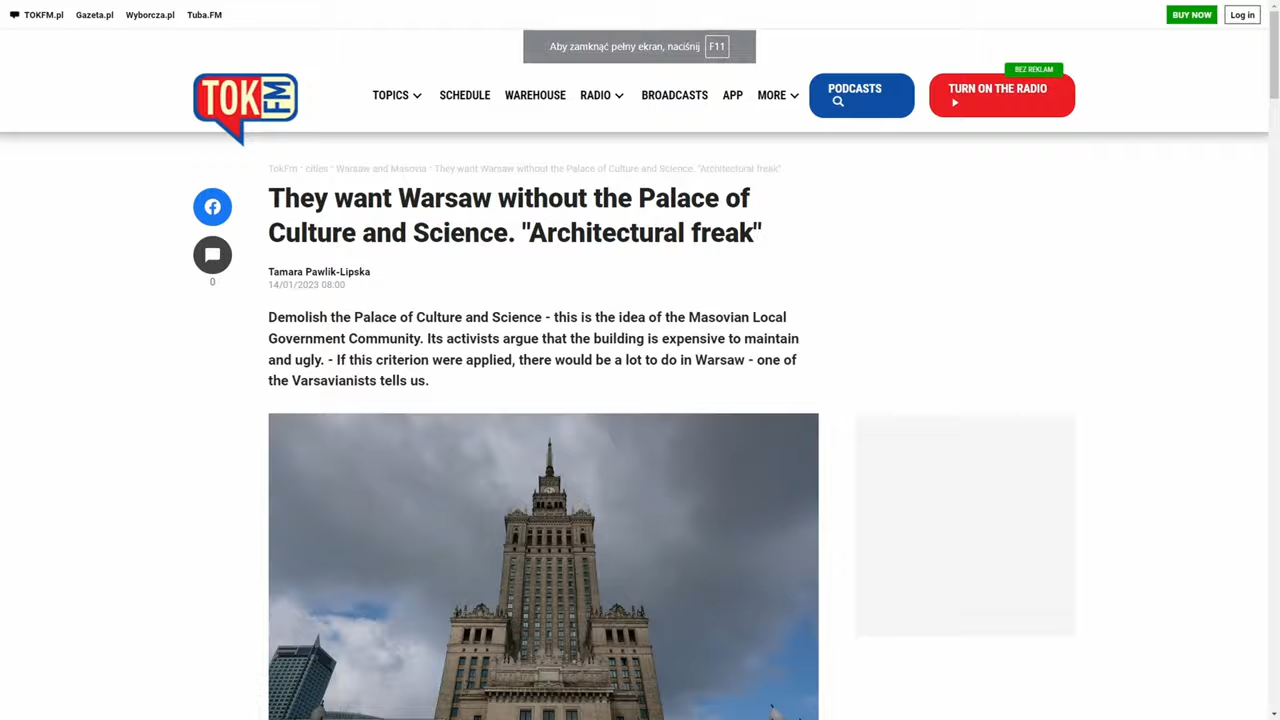 TOKFM.pl Gazeta.pl Wyborcza.pl Tuba.FM BUY NOW Log in
Aby zamknąć pełny ekran, naciśnij F11
BEZ REKLAM
TOK FM TOPICS SCHEDULE WAREHOUSE RADIO BROADCASTS APP MORE PODCASTS TURN ON THE RADIO
TokFm cities Warsaw and Masovia They want Warsaw without the Palace of Culture and Science. "Architectural freak"
They want Warsaw without the Palace of
Culture and Science. "Architectural freak"
Tamara Pawlik-Lipska
14/01/2023 08:00
0
Demolish the Palace of Culture and Science - this is the idea of the Masovian Local
Government Community. Its activists argue that the building is expensive to maintain
and ugly. - If this criterion were applied, there would be a lot to do in Warsaw - one of
the Varsavianists tells us.